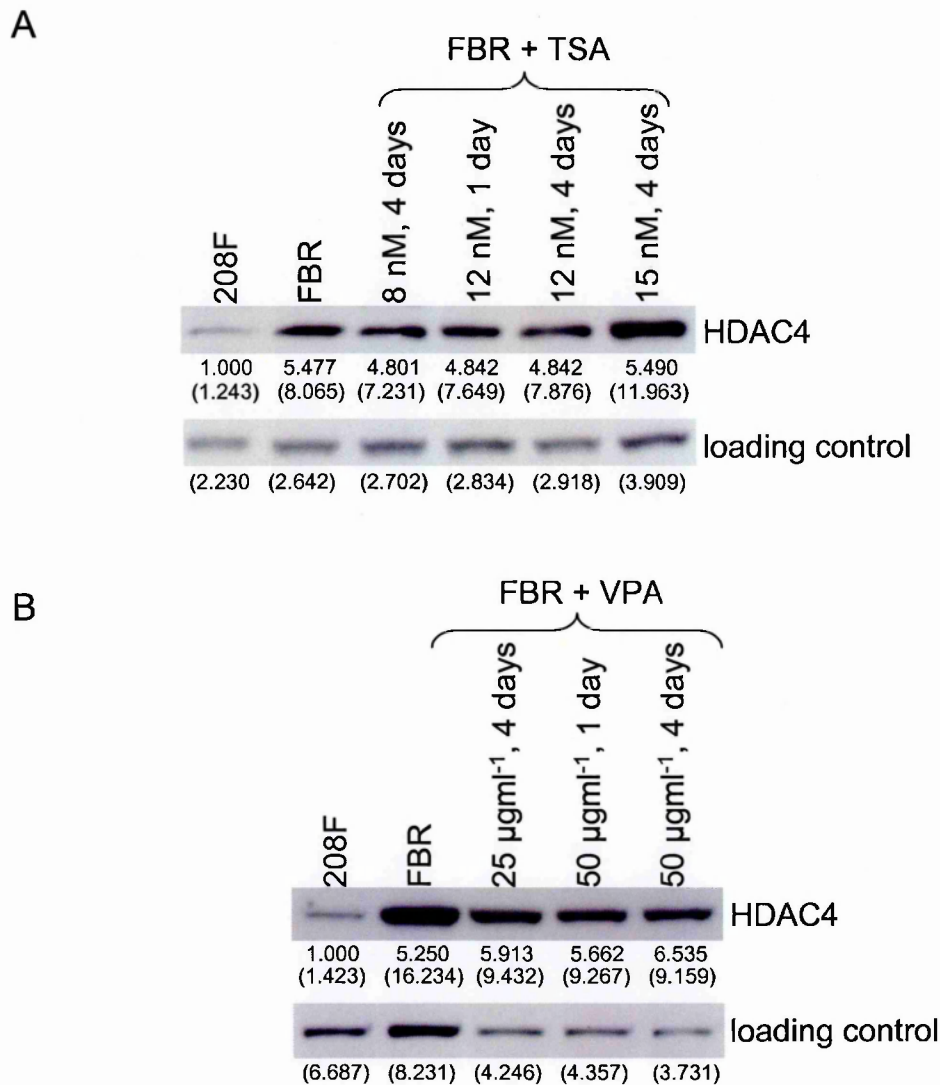 A
FBR + TSA
208F
FBR
8 nM, 4 days
12 nM, 1 day
12 nM, 4 days
15 nM, 4 days
HDAC4
1.000 5.477 4.801 4.842 4.842 5.490
(1.243) (8.065) (7.231) (7.649) (7.876) (11.963)
loading control
(2.230 (2.642) (2.702) (2.834) (2.918) (3.909)
B
FBR + VPA
208F
FBR
25 µgml⁻¹, 4 days
50 µgml⁻¹, 1 day
50 µgml⁻¹, 4 days
HDAC4
1.000 5.250 5.913 5.662 6.535
(1.423) (16.234) (9.432) (9.267) (9.159)
loading control
(6.687) (8.231) (4.246) (4.357) (3.731)